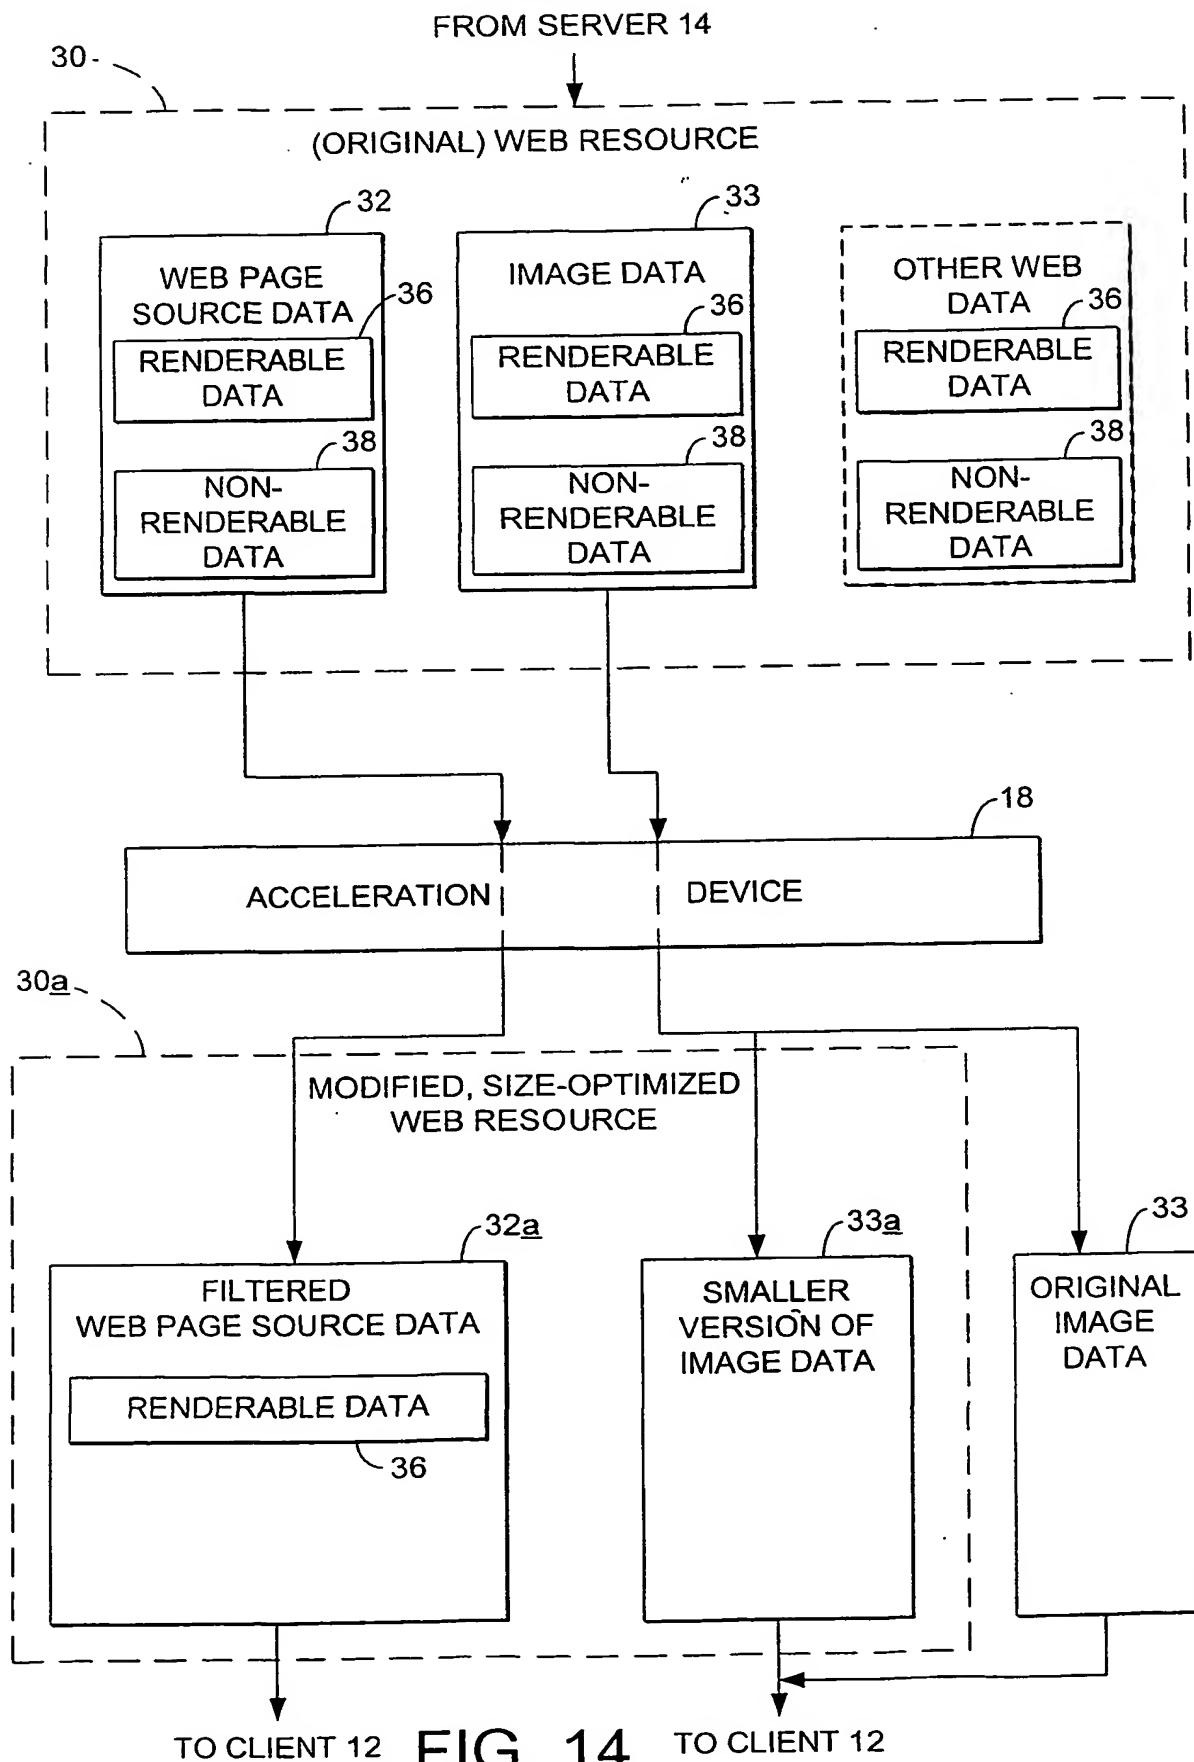 FROM SERVER 14
30
(ORIGINAL) WEB RESOURCE
32
WEB PAGE
SOURCE DATA
36
RENDERABLE
DATA
38
NON-
RENDERABLE
DATA
33
IMAGE DATA
36
RENDERABLE
DATA
38
NON-
RENDERABLE
DATA
OTHER WEB
DATA
36
RENDERABLE
DATA
38
NON-
RENDERABLE
DATA
18
ACCELERATION DEVICE
30a
MODIFIED, SIZE-OPTIMIZED
WEB RESOURCE
32a
FILTERED
WEB PAGE SOURCE DATA
RENDERABLE DATA
36
33a
SMALLER
VERSION OF
IMAGE DATA
33
ORIGINAL
IMAGE
DATA
TO CLIENT 12
FIG. 14
TO CLIENT 12